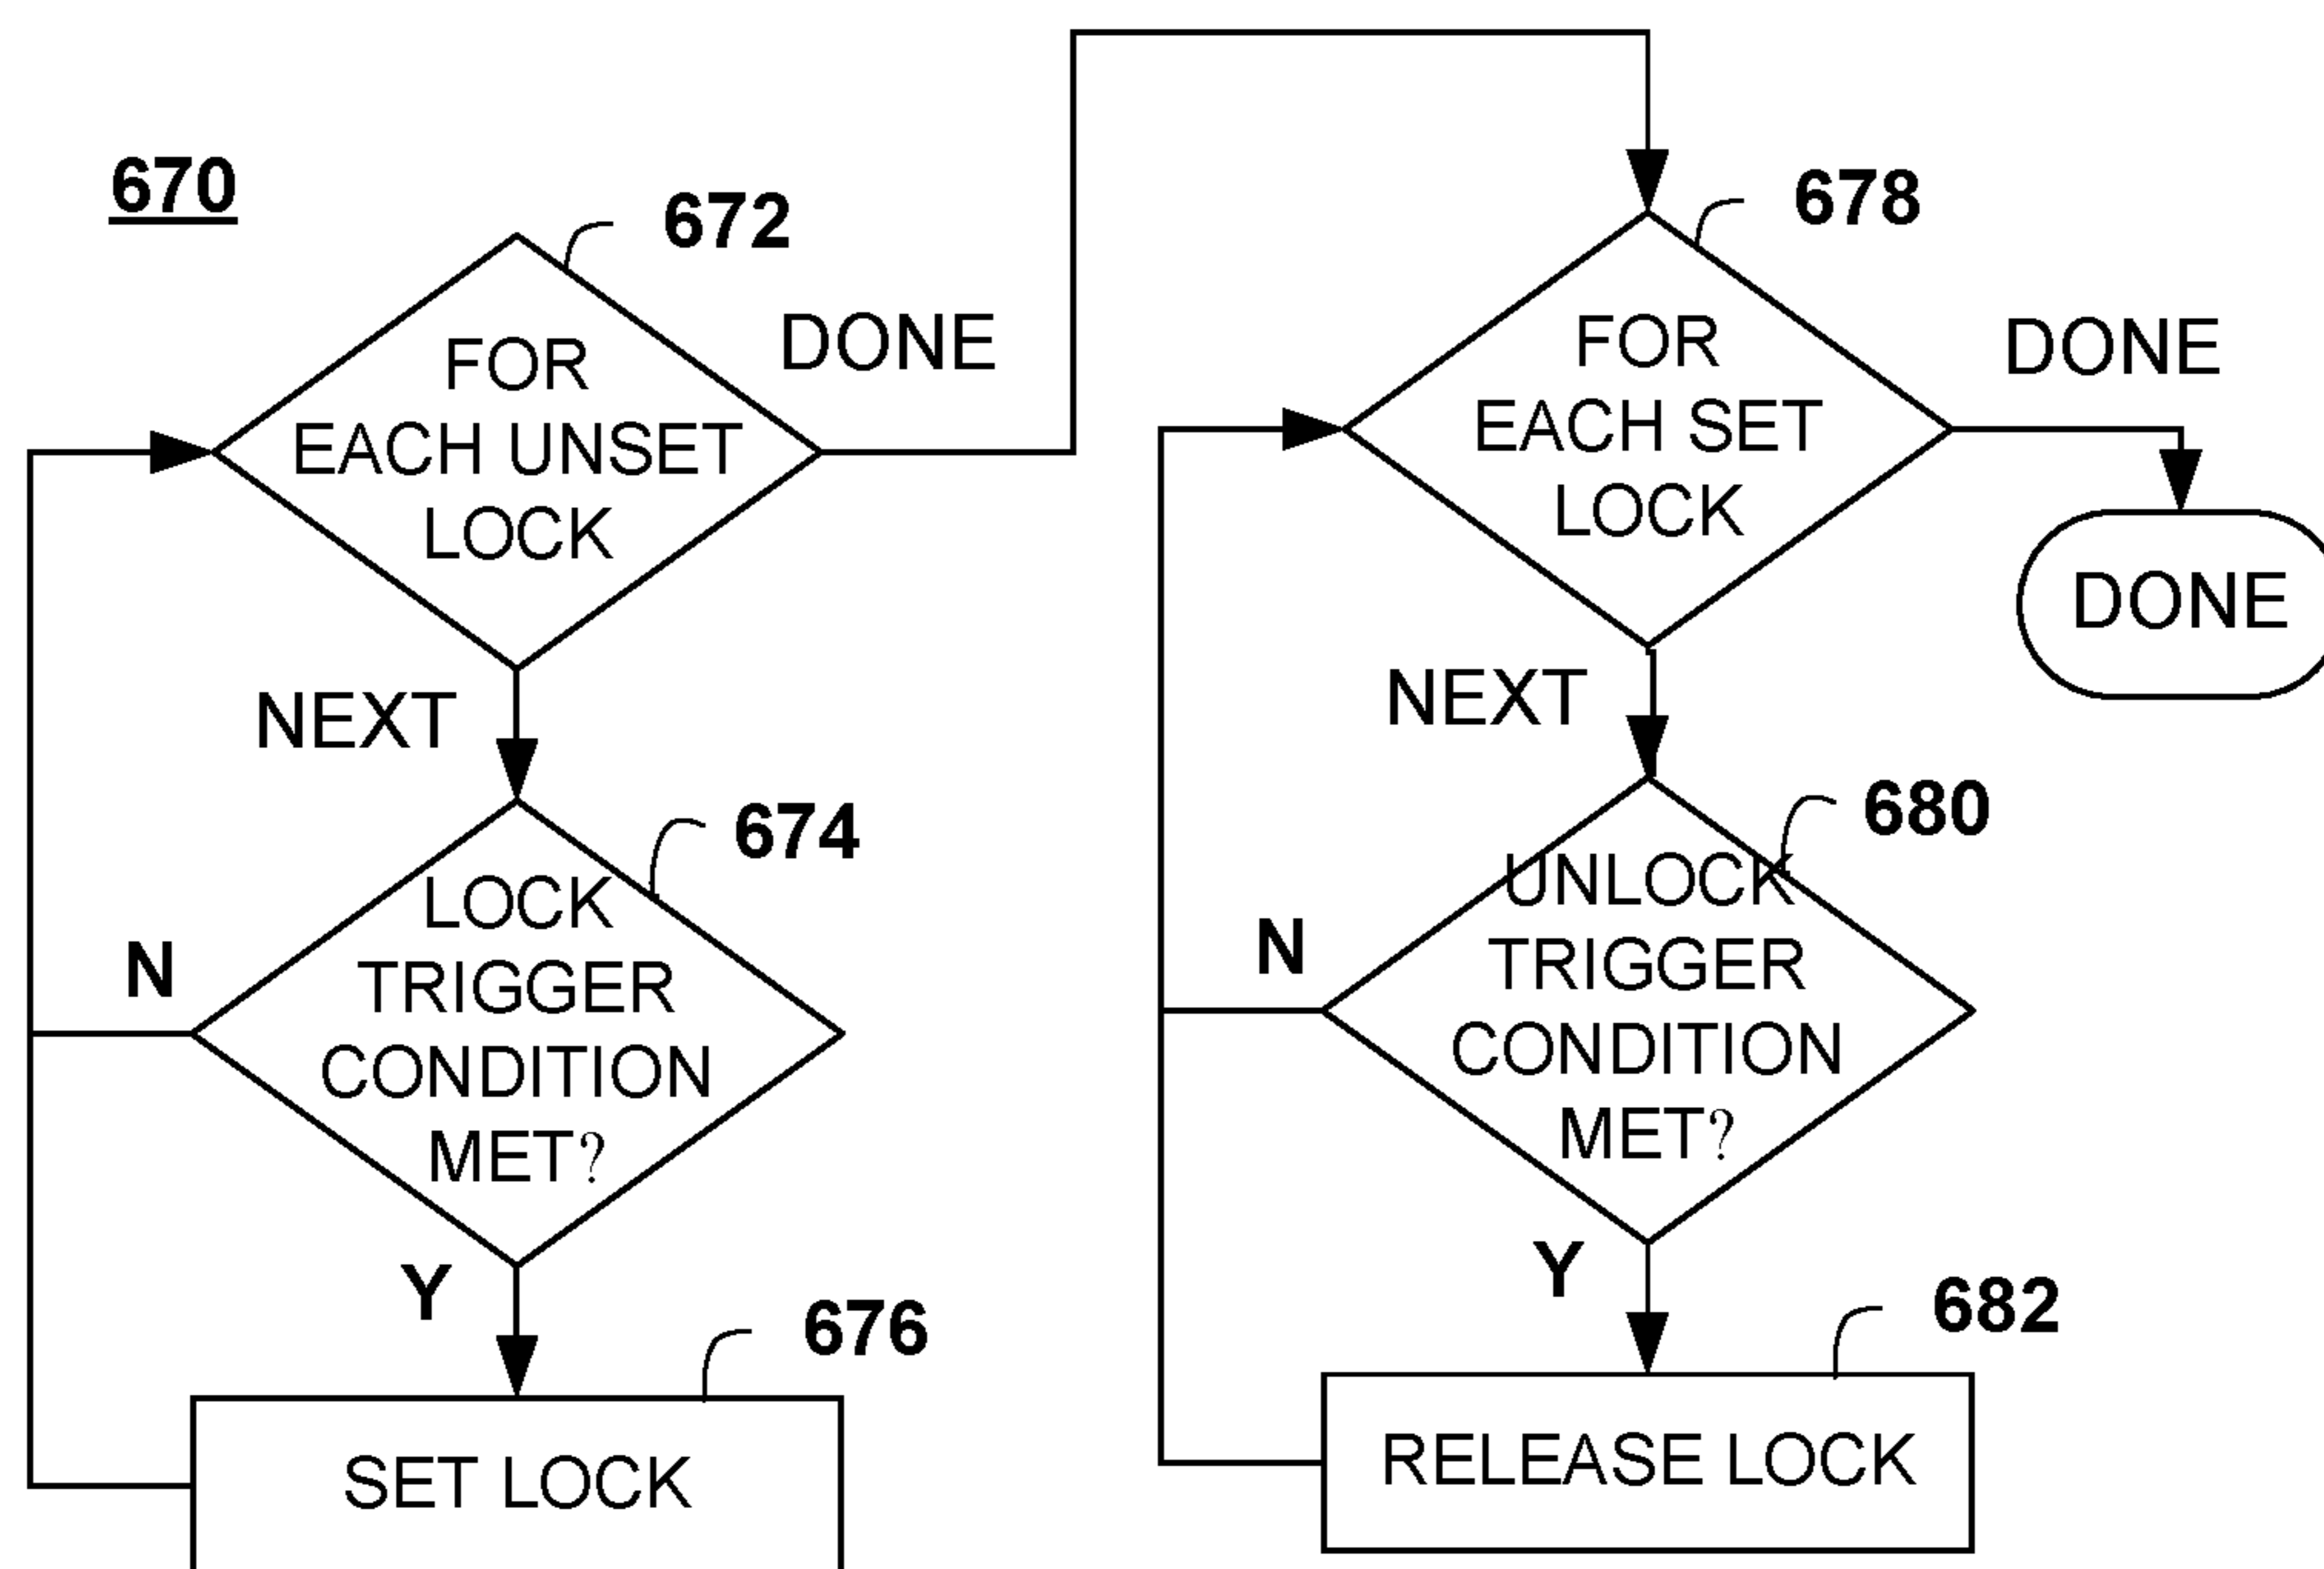 670
672
FOR
EACH UNSET
LOCK
DONE
NEXT
674
LOCK
TRIGGER
CONDITION
MET?
N
Y
676
SET LOCK
678
FOR
EACH SET
LOCK
DONE
DONE
NEXT
680
UNLOCK
TRIGGER
CONDITION
MET?
N
Y
682
RELEASE LOCK